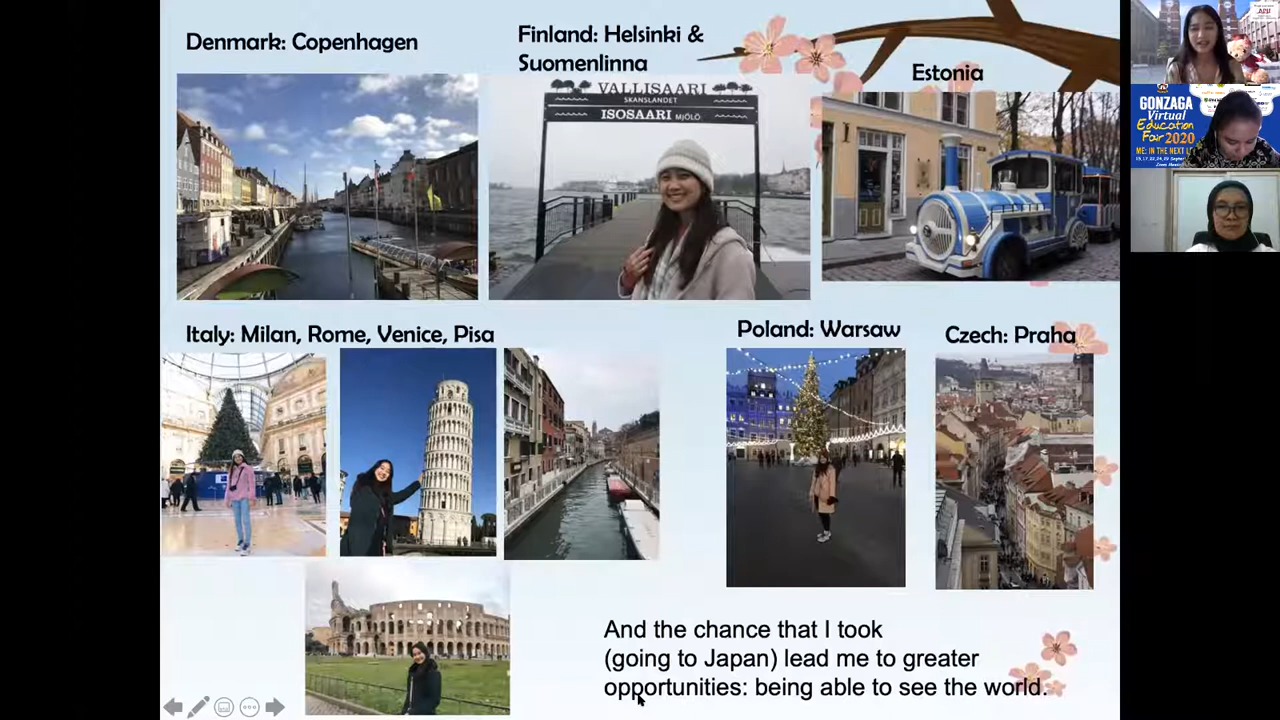 Denmark: Copenhagen
Finland: Helsinki &
Suomenlinna
Estonia
VALLISAARI
SKANSLANDET
ISOSAARI MJÖLÖ
Italy: Milan, Rome, Venice, Pisa
Poland: Warsaw
Czech: Praha
And the chance that I took
(going to Japan) lead me to greater
opportunities: being able to see the world.
GONZAGA
Virtual
Education
Fair 2020